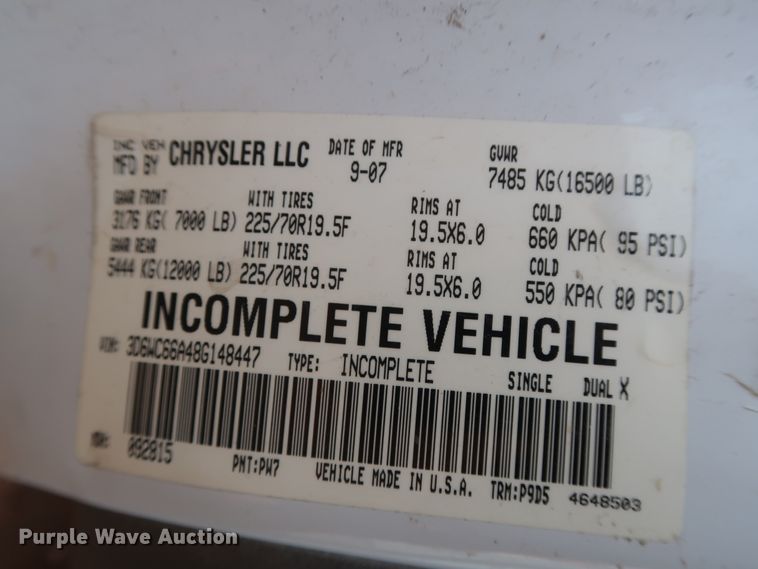 INC VEH
MFD BY CHRYSLER LLC DATE OF MFR 9-07 GVWR 7485 KG(16500 LB)
GAWR FRONT WITH TIRES RIMS AT COLD
3176 KG( 7000 LB) 225/70R19.5F 19.5X6.0 660 KPA( 95 PSI)
GAWR REAR WITH TIRES RIMS AT COLD
5444 KG(12000 LB) 225/70R19.5F 19.5X6.0 550 KPA( 80 PSI)
INCOMPLETE VEHICLE
VIN: 3D6WC66A48G148447 TYPE: INCOMPLETE SINGLE DUAL X
MDH: 092815 PNT:PW7 VEHICLE MADE IN U.S.A. TRM:P9D5 4648503
Purple Wave Auction